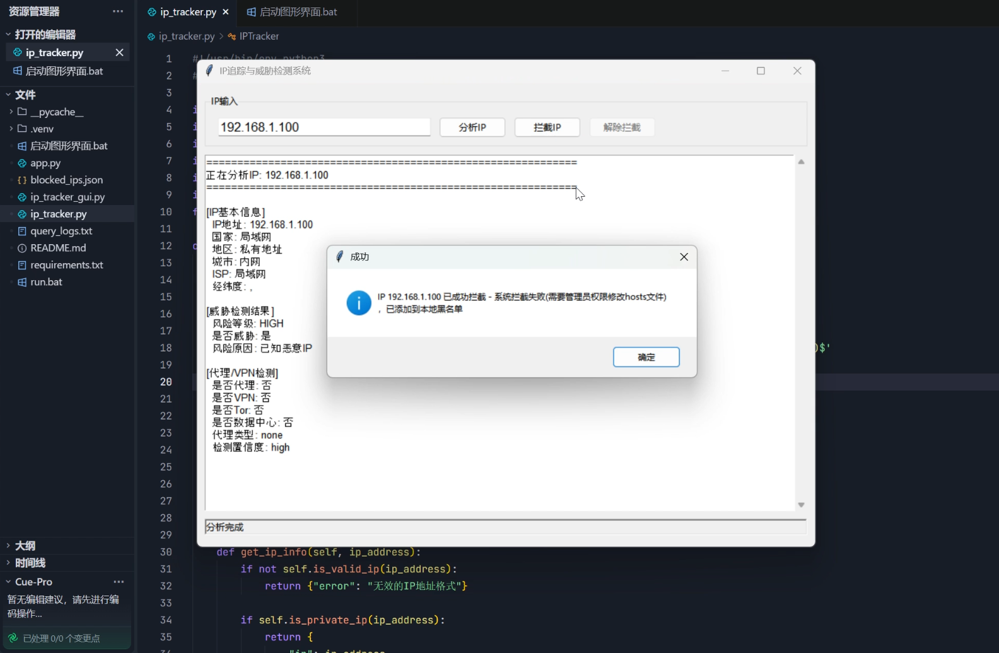 资源管理器
打开的编辑器
ip_tracker.py
启动图形界面.bat
文件
__pycache__
.venv
启动图形界面.bat
app.py
blocked_ips.json
ip_tracker_gui.py
ip_tracker.py
query_logs.txt
README.md
requirements.txt
run.bat
大纲
时间线
Cue-Pro
暂无编辑建议，请先进行编
码操作...
已处理 0/0 个变更点
ip_tracker.py
启动图形界面.bat
ip_tracker.py > IPTracker
1 #!/usr/bin/env python3
2 #
3
4 i
5 i
6 i
7 i
8 i
9 i
10 f
11
12
13
14
15
16
17
18 )$'
19
20
21
22
23
24
25
26
27
28
29
30 def get_ip_info(self, ip_address):
31 if not self.is_valid_ip(ip_address):
32 return {"error": "无效的IP地址格式"}
33
34 if self.is_private_ip(ip_address):
35 return {
IP追踪与威胁检测系统
IP输入
192.168.1.100
分析IP
拦截IP
解除拦截
============================================================
正在分析IP: 192.168.1.100
============================================================
[IP基本信息]
IP地址: 192.168.1.100
国家: 局域网
地区: 私有地址
城市: 内网
ISP: 局域网
经纬度: ,
[威胁检测结果]
风险等级: HIGH
是否威胁: 是
风险原因: 已知恶意IP
[代理/VPN检测]
是否代理: 否
是否VPN: 否
是否Tor: 否
是否数据中心: 否
代理类型: none
检测置信度: high
分析完成
成功
IP 192.168.1.100 已成功拦截 - 系统拦截失败(需要管理员权限修改hosts文件)
，已添加到本地黑名单
确定